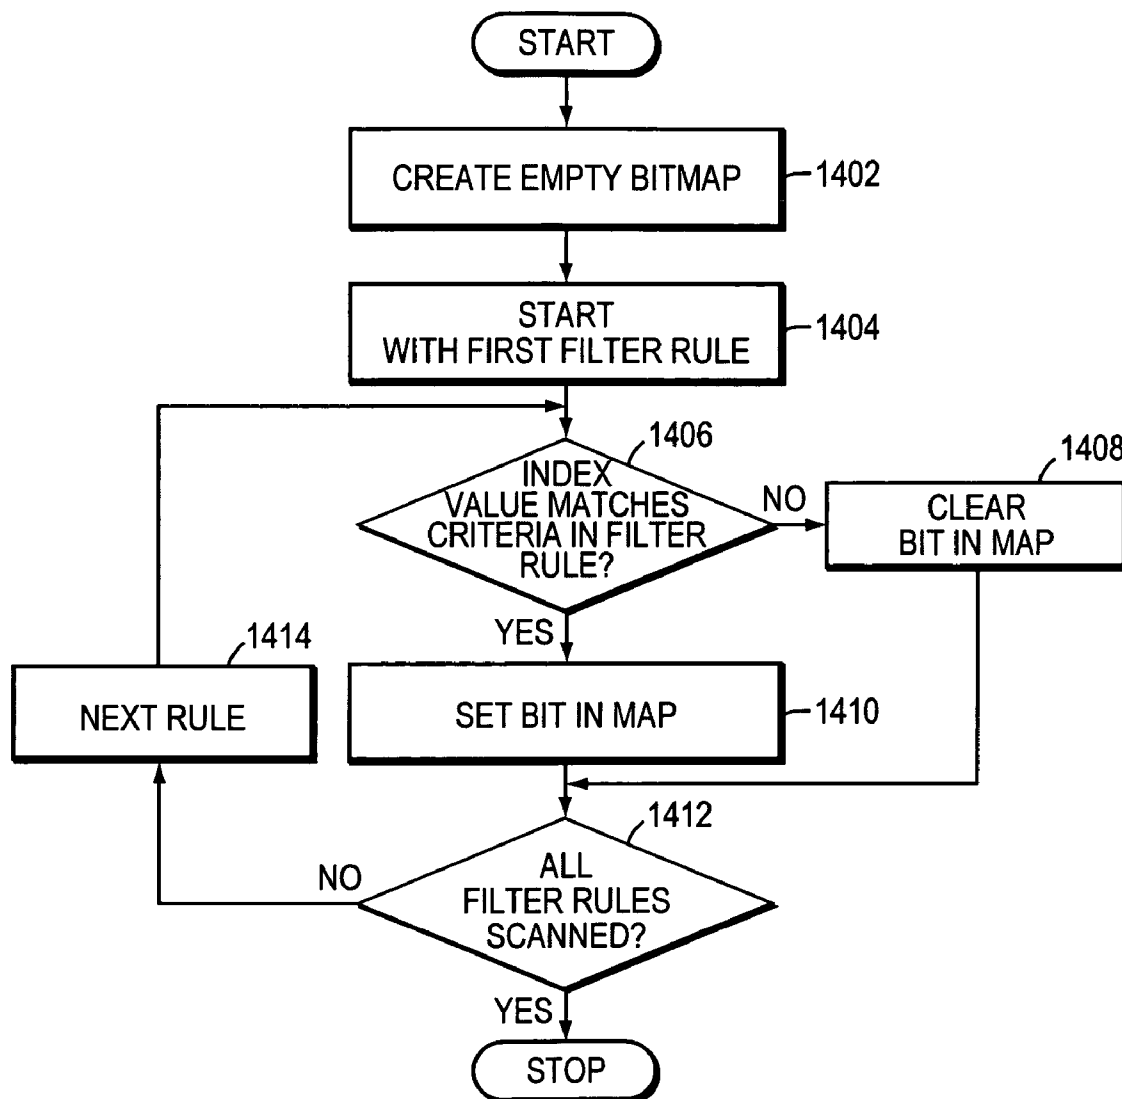 START
CREATE EMPTY BITMAP
1402
START
WITH FIRST FILTER RULE
1404
1406
INDEX
VALUE MATCHES
CRITERIA IN FILTER
RULE?
NO
1408
CLEAR
BIT IN MAP
YES
1414
NEXT RULE
SET BIT IN MAP
1410
1412
ALL
FILTER RULES
SCANNED?
NO
YES
STOP